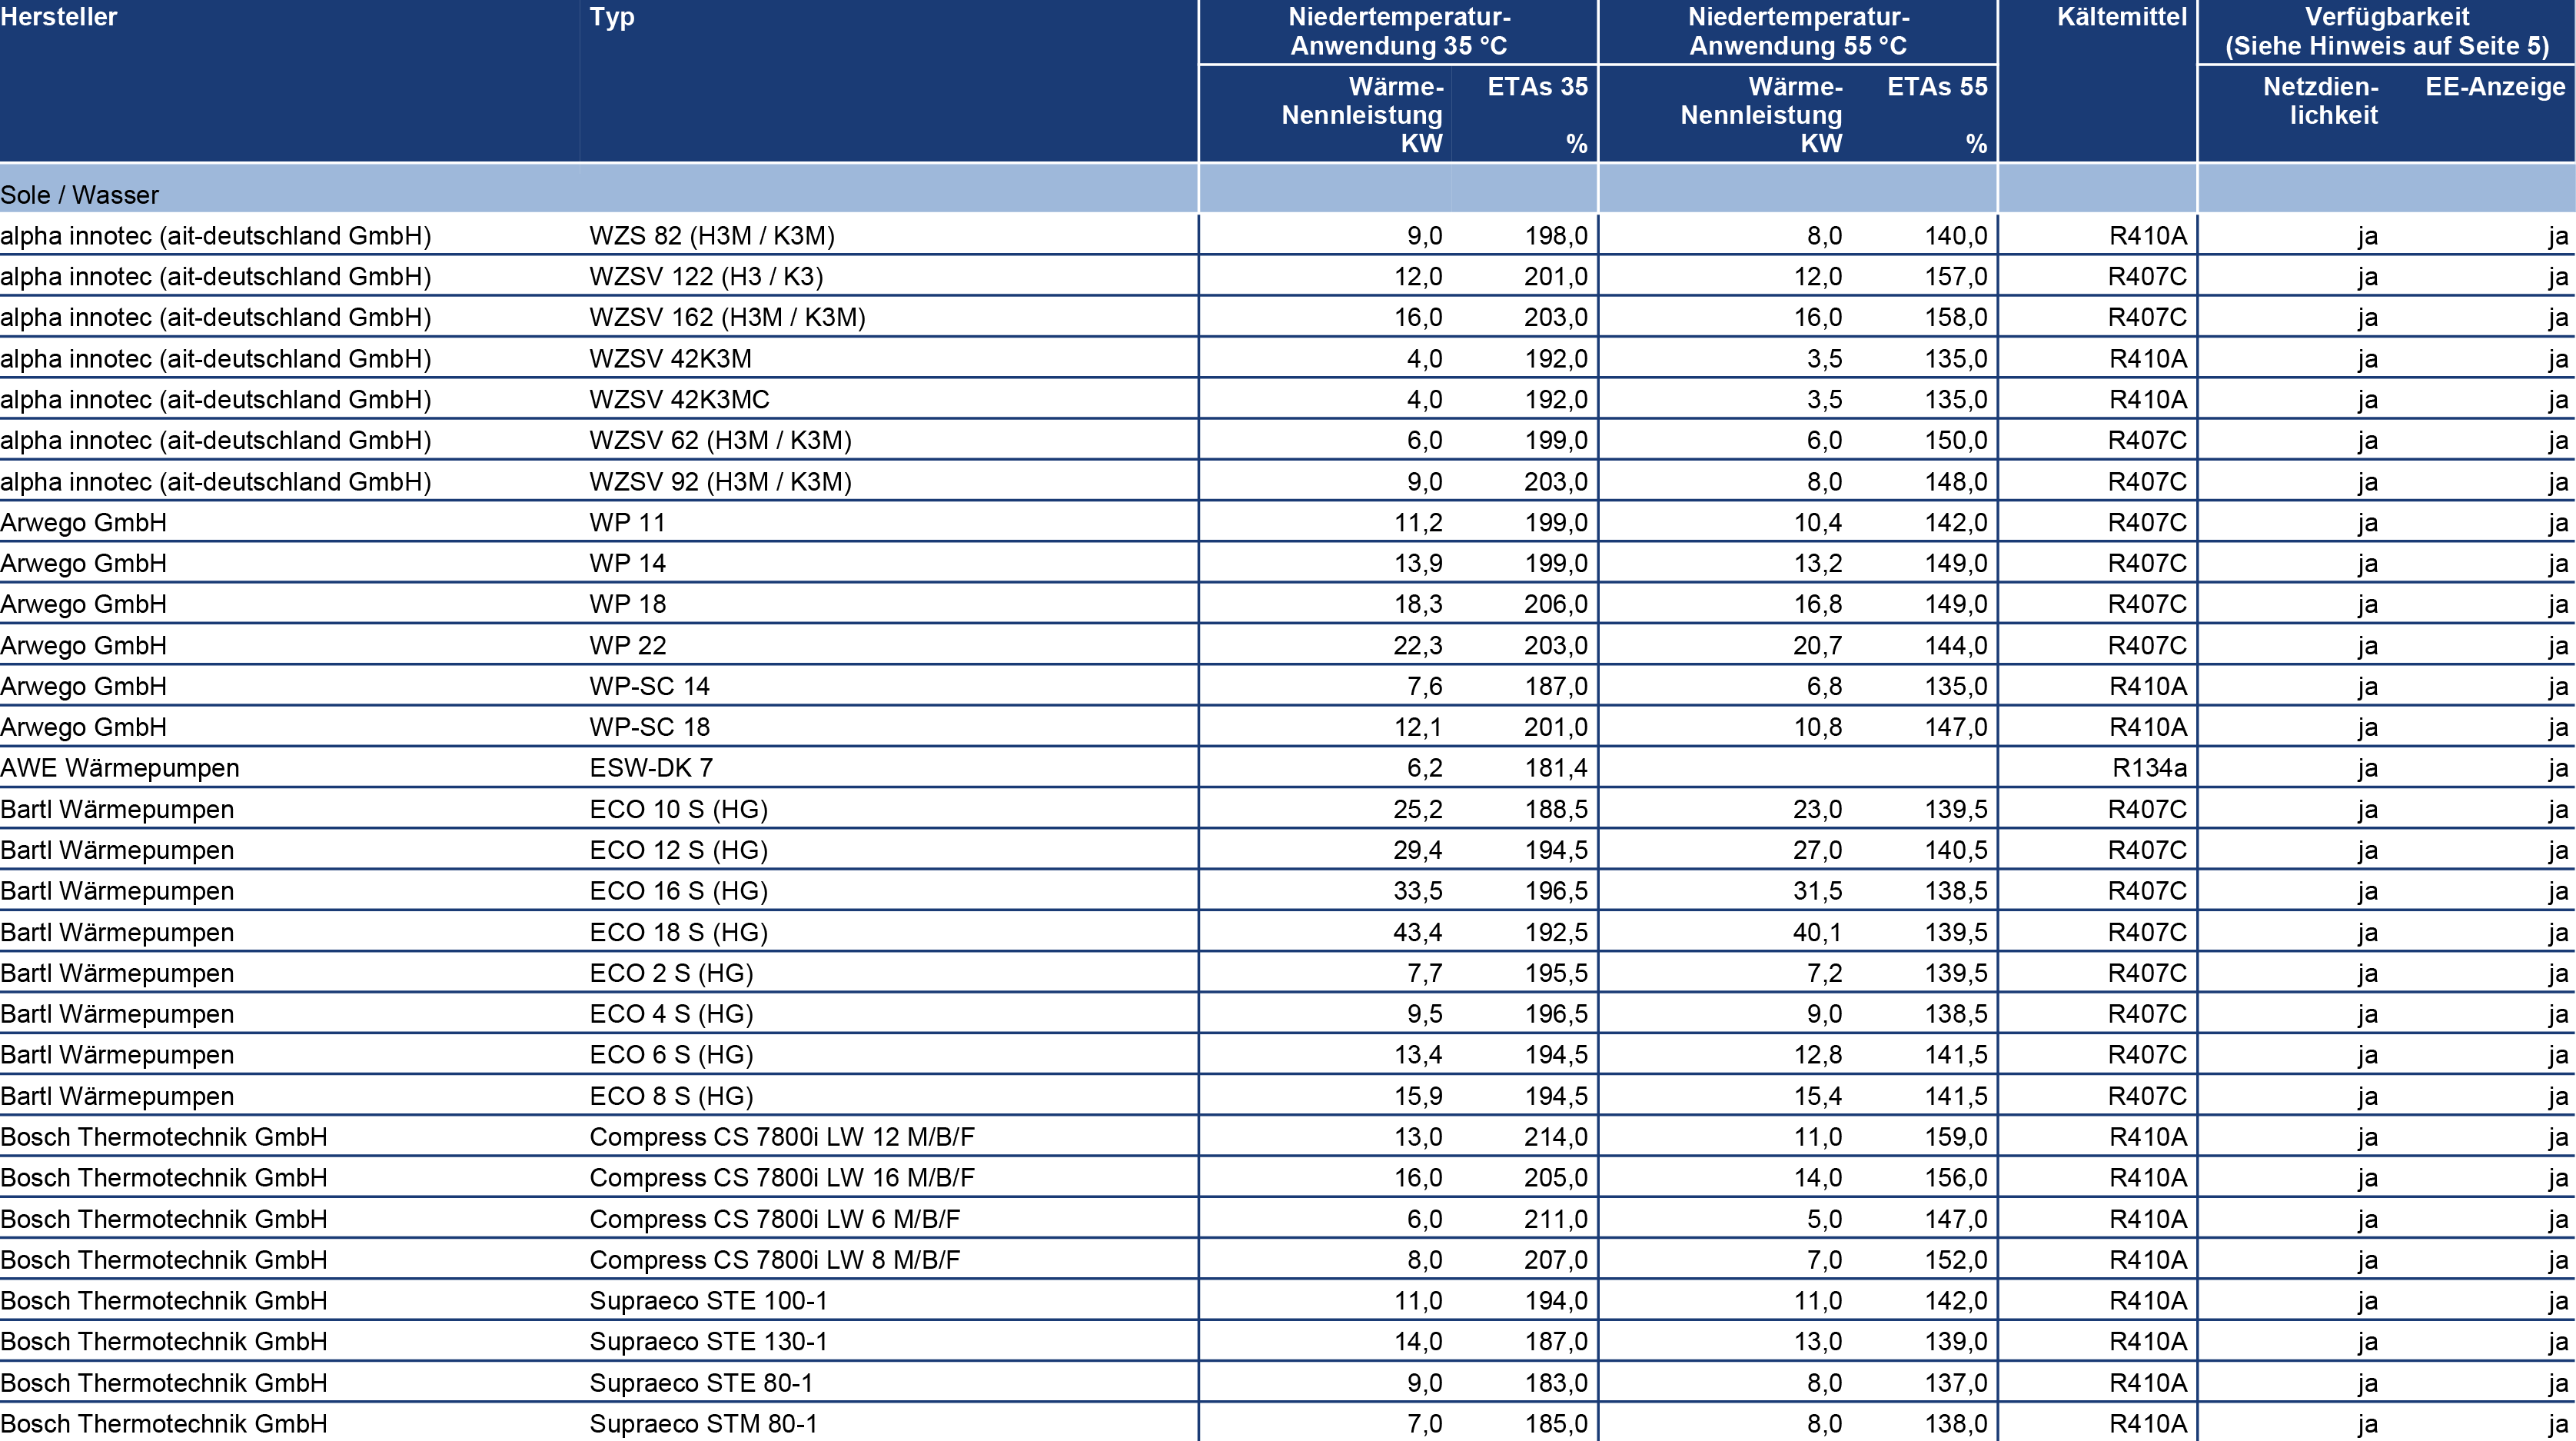 Hersteller Typ Niedertemperatur- Niedertemperatur- Kältemittel Verfügbarkeit
Anwendung 35 °C Anwendung 55 °C (Siehe Hinweis auf Seite 5)
Wärme- ETAs 35 Wärme- ETAs 55 Netzdien- EE-Anzeige
Nennleistung Nennleistung lichkeit
KW % KW %
Sole / Wasser
alpha innotec (ait-deutschland GmbH) WZS 82 (H3M / K3M) 9,0 198,0 8,0 140,0 R410A ja ja
alpha innotec (ait-deutschland GmbH) WZSV 122 (H3 / K3) 12,0 201,0 12,0 157,0 R407C ja ja
alpha innotec (ait-deutschland GmbH) WZSV 162 (H3M / K3M) 16,0 203,0 16,0 158,0 R407C ja ja
alpha innotec (ait-deutschland GmbH) WZSV 42K3M 4,0 192,0 3,5 135,0 R410A ja ja
alpha innotec (ait-deutschland GmbH) WZSV 42K3MC 4,0 192,0 3,5 135,0 R410A ja ja
alpha innotec (ait-deutschland GmbH) WZSV 62 (H3M / K3M) 6,0 199,0 6,0 150,0 R407C ja ja
alpha innotec (ait-deutschland GmbH) WZSV 92 (H3M / K3M) 9,0 203,0 8,0 148,0 R407C ja ja
Arwego GmbH WP 11 11,2 199,0 10,4 142,0 R407C ja ja
Arwego GmbH WP 14 13,9 199,0 13,2 149,0 R407C ja ja
Arwego GmbH WP 18 18,3 206,0 16,8 149,0 R407C ja ja
Arwego GmbH WP 22 22,3 203,0 20,7 144,0 R407C ja ja
Arwego GmbH WP-SC 14 7,6 187,0 6,8 135,0 R410A ja ja
Arwego GmbH WP-SC 18 12,1 201,0 10,8 147,0 R410A ja ja
AWE Wärmepumpen ESW-DK 7 6,2 181,4 R134a ja ja
Bartl Wärmepumpen ECO 10 S (HG) 25,2 188,5 23,0 139,5 R407C ja ja
Bartl Wärmepumpen ECO 12 S (HG) 29,4 194,5 27,0 140,5 R407C ja ja
Bartl Wärmepumpen ECO 16 S (HG) 33,5 196,5 31,5 138,5 R407C ja ja
Bartl Wärmepumpen ECO 18 S (HG) 43,4 192,5 40,1 139,5 R407C ja ja
Bartl Wärmepumpen ECO 2 S (HG) 7,7 195,5 7,2 139,5 R407C ja ja
Bartl Wärmepumpen ECO 4 S (HG) 9,5 196,5 9,0 138,5 R407C ja ja
Bartl Wärmepumpen ECO 6 S (HG) 13,4 194,5 12,8 141,5 R407C ja ja
Bartl Wärmepumpen ECO 8 S (HG) 15,9 194,5 15,4 141,5 R407C ja ja
Bosch Thermotechnik GmbH Compress CS 7800i LW 12 M/B/F 13,0 214,0 11,0 159,0 R410A ja ja
Bosch Thermotechnik GmbH Compress CS 7800i LW 16 M/B/F 16,0 205,0 14,0 156,0 R410A ja ja
Bosch Thermotechnik GmbH Compress CS 7800i LW 6 M/B/F 6,0 211,0 5,0 147,0 R410A ja ja
Bosch Thermotechnik GmbH Compress CS 7800i LW 8 M/B/F 8,0 207,0 7,0 152,0 R410A ja ja
Bosch Thermotechnik GmbH Supraeco STE 100-1 11,0 194,0 11,0 142,0 R410A ja ja
Bosch Thermotechnik GmbH Supraeco STE 130-1 14,0 187,0 13,0 139,0 R410A ja ja
Bosch Thermotechnik GmbH Supraeco STE 80-1 9,0 183,0 8,0 137,0 R410A ja ja
Bosch Thermotechnik GmbH Supraeco STM 80-1 7,0 185,0 8,0 138,0 R410A ja ja